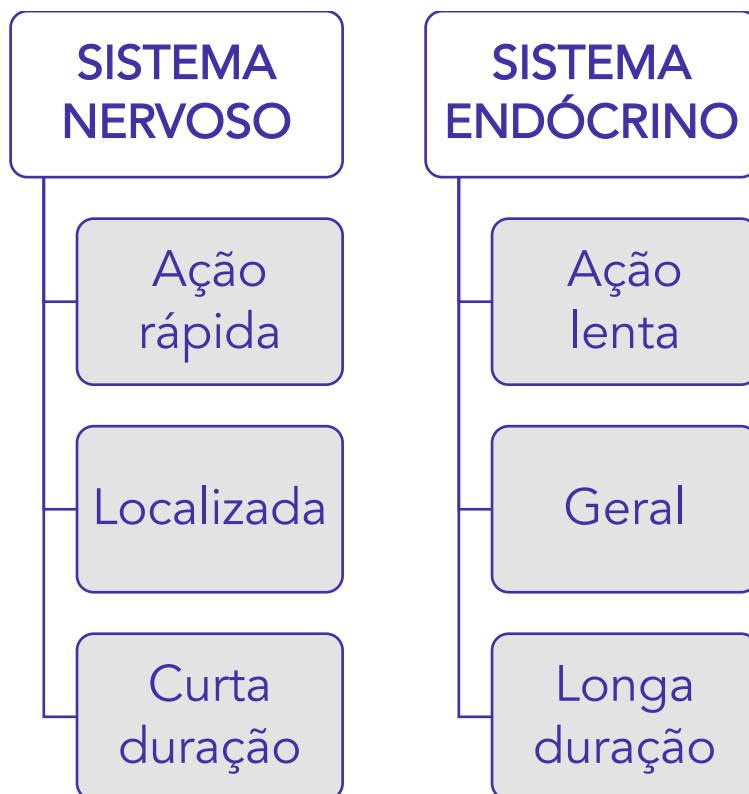 SISTEMA
NERVOSO
Ação
rápida
Localizada
Curta
duração
SISTEMA
ENDÓCRINO
Ação
lenta
Geral
Longa
duração